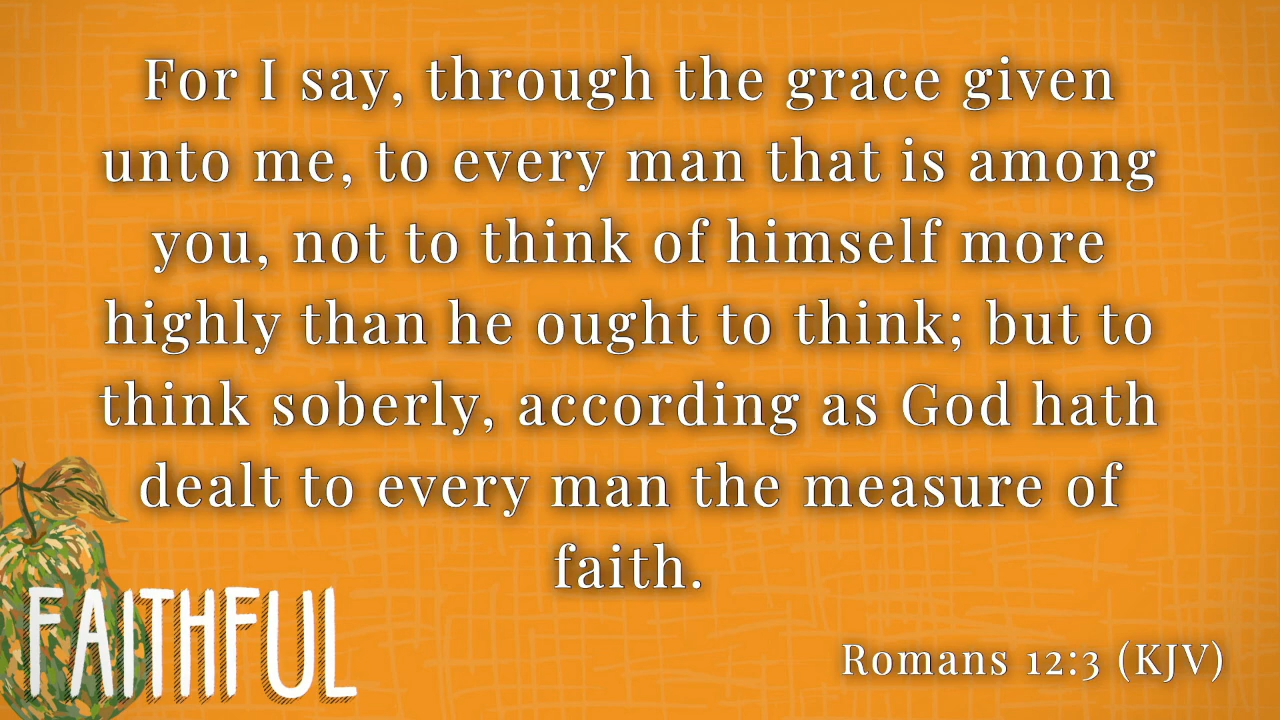 For I say, through the grace given
unto me, to every man that is among
you, not to think of himself more
highly than he ought to think; but to
think soberly, according as God hath
dealt to every man the measure of
faith.
FAITHFUL
Romans 12:3 (KJV)